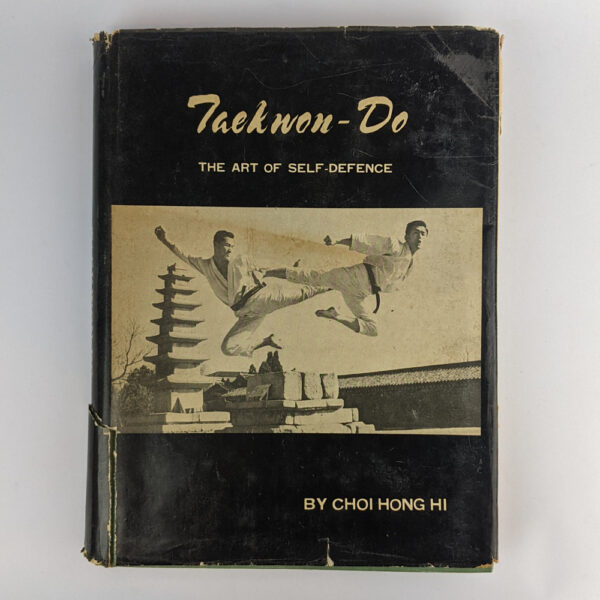 Taekwon-Do
THE ART OF SELF-DEFENCE
BY CHOI HONG HI